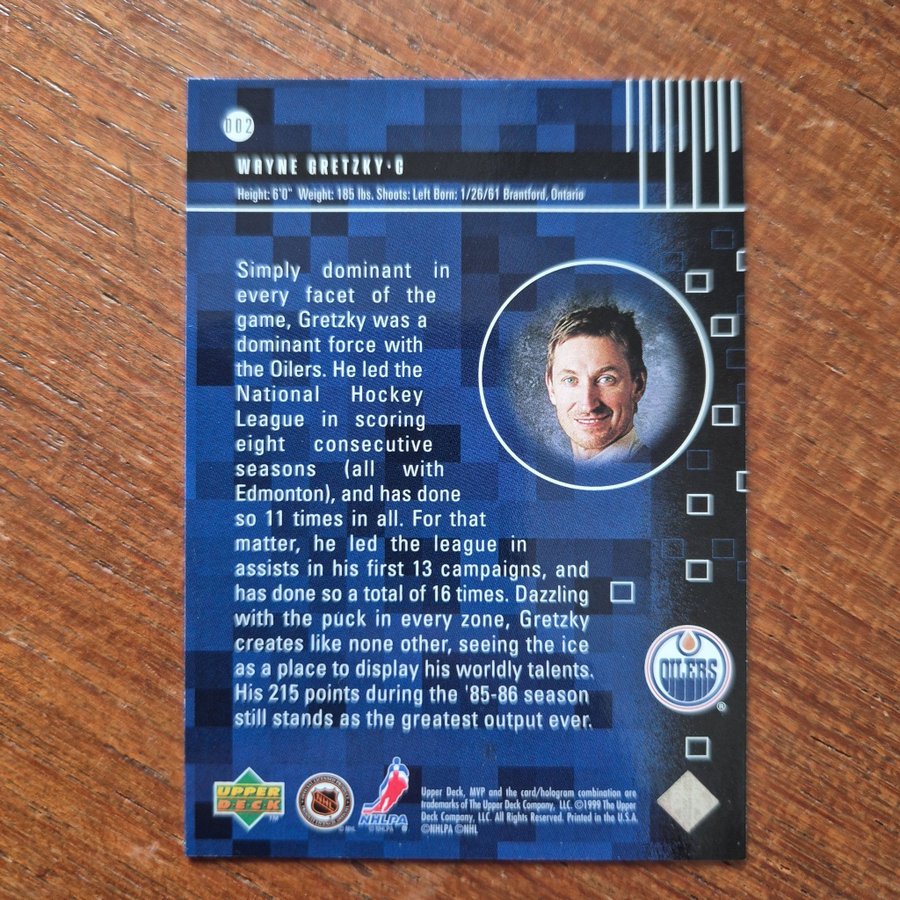 D02
WAYNE GRETZKY • C
Height: 6'0" Weight: 185 lbs. Shoots: Left Born: 1/26/61 Brantford, Ontario
Simply dominant in
every facet of the
game, Gretzky was a
dominant force with
the Oilers. He led the
National Hockey
League in scoring
eight consecutive
seasons (all with
Edmonton), and has done
so 11 times in all. For that
matter, he led the league in
assists in his first 13 campaigns, and
has done so a total of 16 times. Dazzling
with the puck in every zone, Gretzky
creates like none other, seeing the ice
as a place to display his worldly talents.
His 215 points during the '85-86 season
still stands as the greatest output ever.
OILERS
®
UPPER
DECK
TM
NHL
© NHL
NHLPA
© NHLPA ®
Upper Deck, MVP and the card/hologram combination are
trademarks of The Upper Deck Company, LLC. ©1999 The Upper
Deck Company, LLC. All Rights Reserved. Printed in the U.S.A.
©NHLPA ©NHL